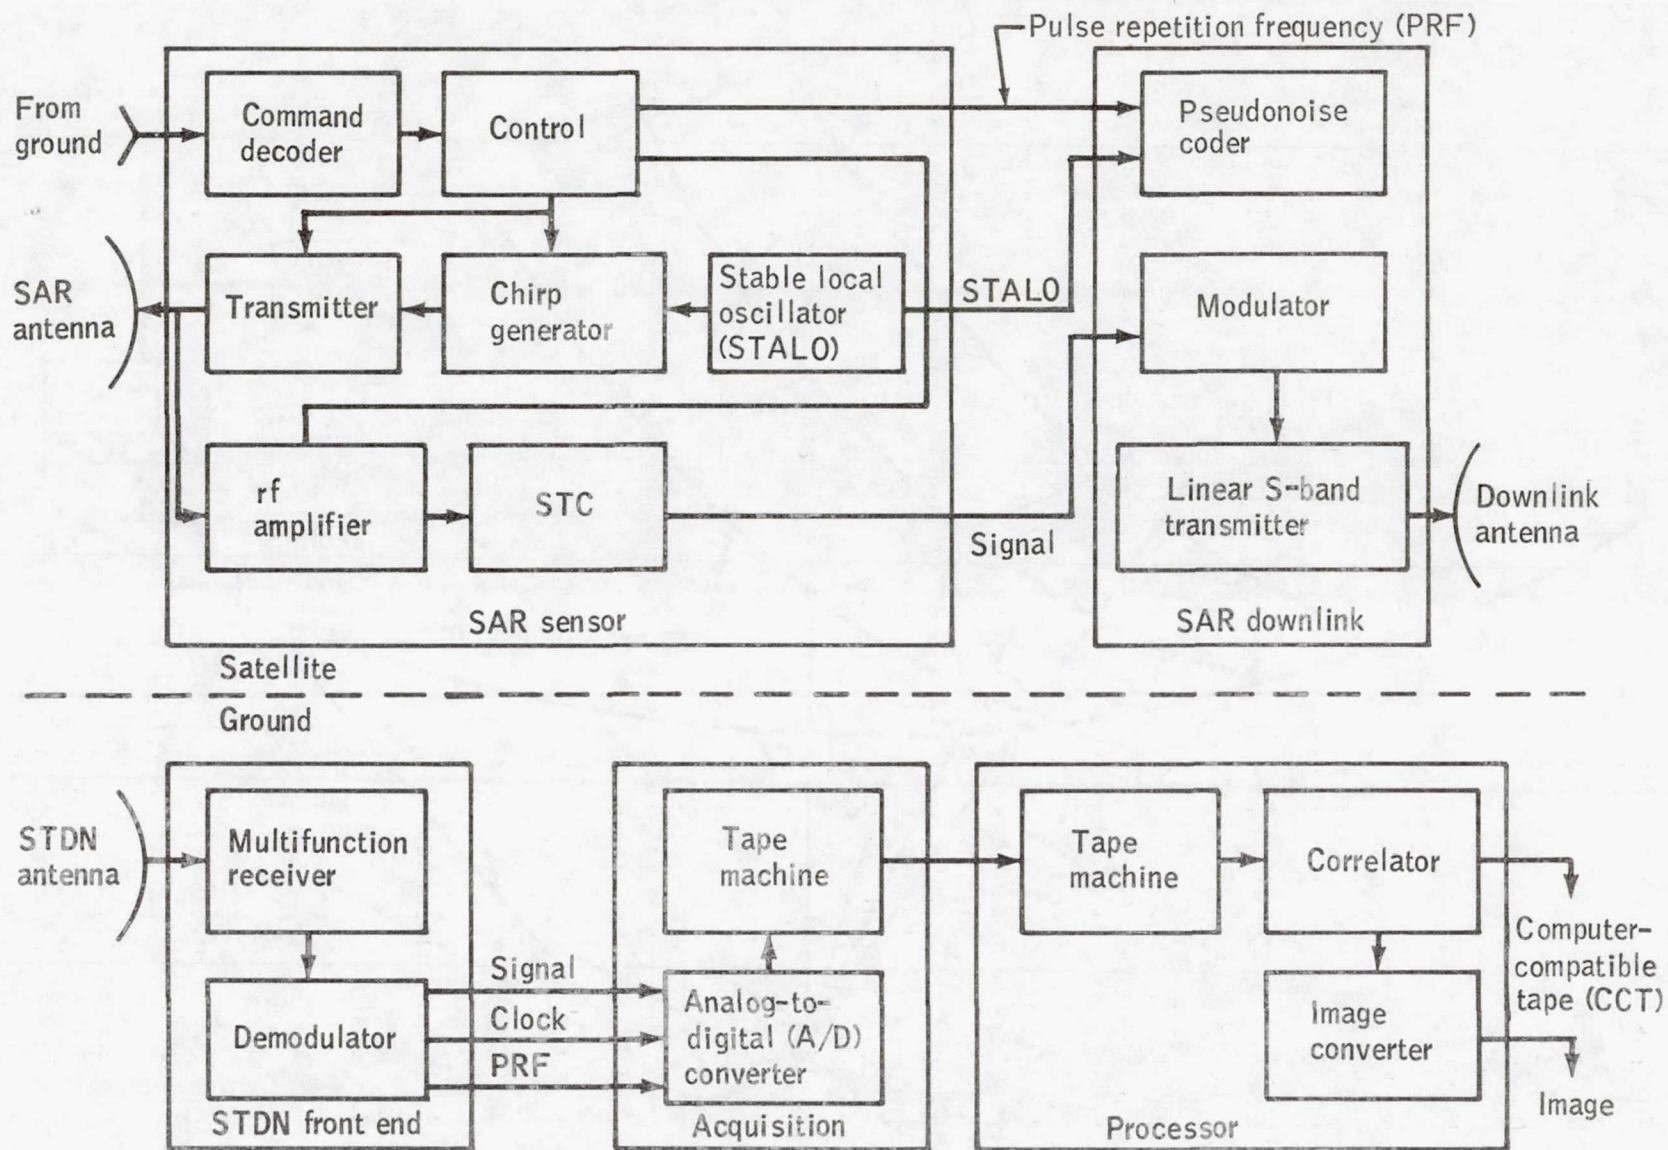 Pulse repetition frequency (PRF)
From
ground
Command
decoder
Control
Pseudonoise
coder
SAR
antenna
Transmitter
Chirp
generator
Stable local
oscillator
(STALO)
STALO
Modulator
rf
amplifier
STC
Signal
Linear S-band
transmitter
Downlink
antenna
SAR sensor
SAR downlink
Satellite
Ground
STDN
antenna
Multifunction
receiver
Tape
machine
Tape
machine
Correlator
Computer-
compatible
tape (CCT)
Demodulator
Signal
Clock
PRF
Analog-to-
digital (A/D)
converter
Image
converter
Image
STDN front end
Acquisition
Processor